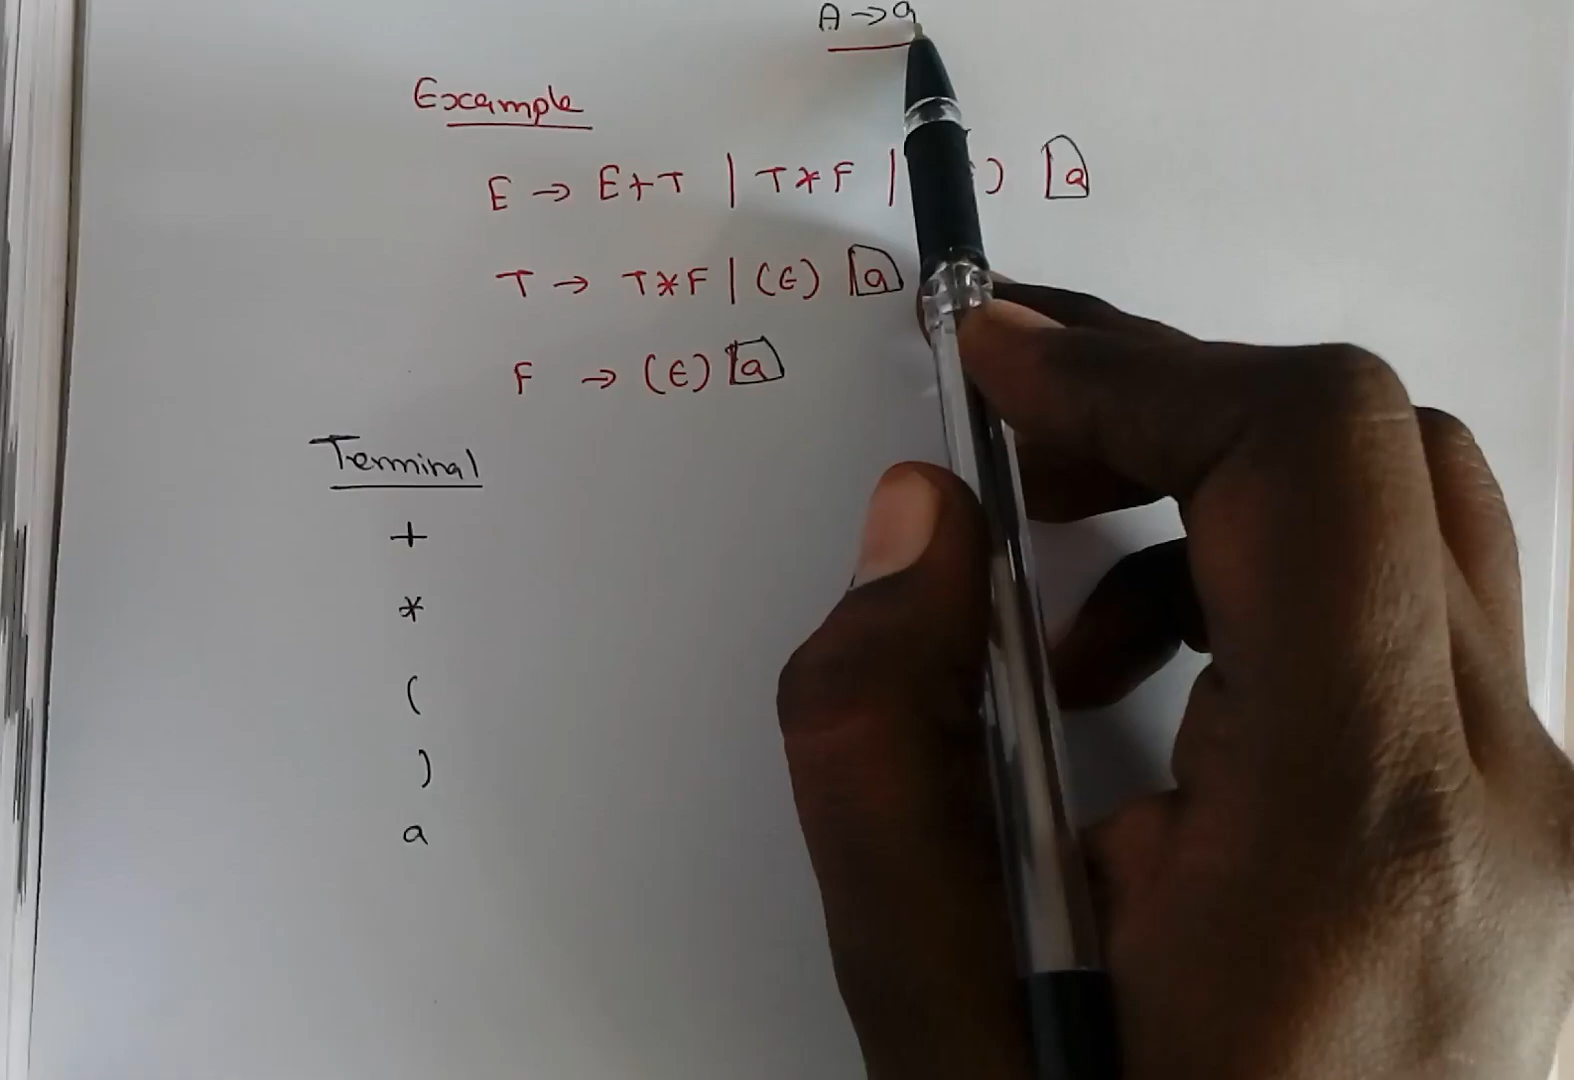 A → a
Example
E → E+T | T*F | ) a
T → T*F | (E) a
F → (E) a
Terminal
+
*
(
)
a